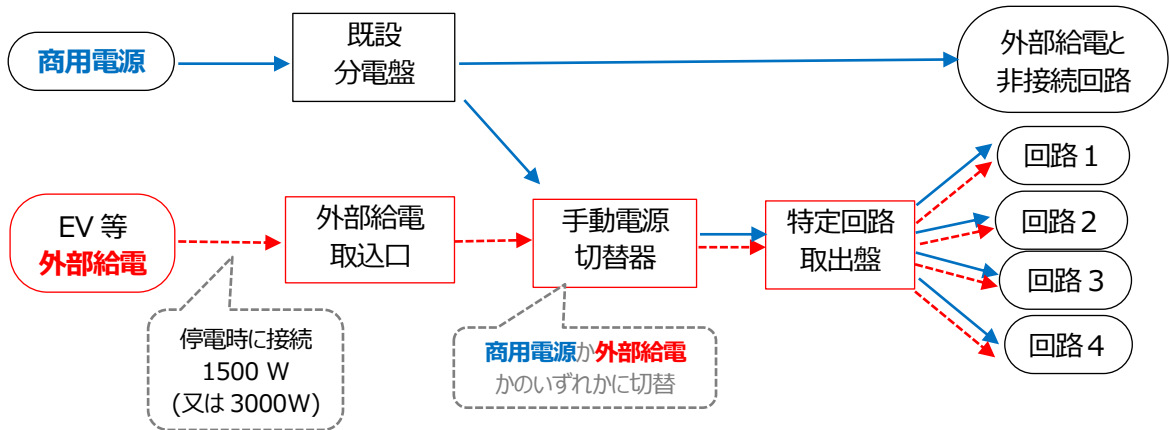 商用電源
既設
分電盤
外部給電と
非接続回路
EV 等
外部給電
外部給電
取込口
手動電源
切替器
特定回路
取出盤
回路1
回路2
回路3
回路4
停電時に接続
1500 W
(又は 3000W)
商用電源か外部給電
かのいずれかに切替